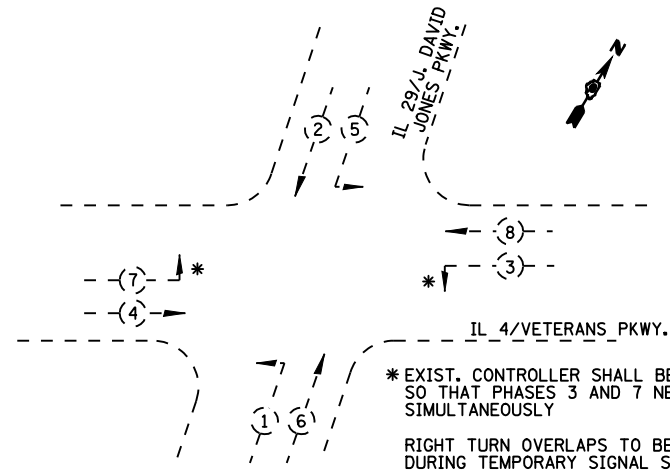 IL 29/J. DAVID
JONES PKWY.
N
2
5
8
7
3
4
IL 4/VETERANS PKWY.
1
6
* EXIST. CONTROLLER SHALL BE
SO THAT PHASES 3 AND 7 NE
SIMULTANEOUSLY
RIGHT TURN OVERLAPS TO BE
DURING TEMPORARY SIGNAL S